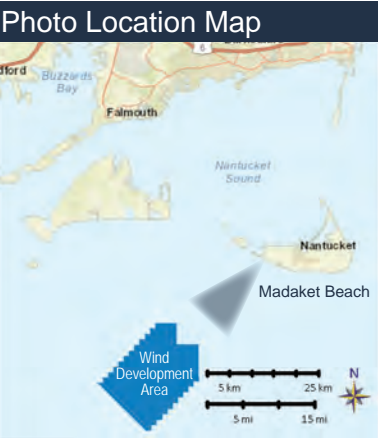 Photo Location Map
6
dford
Buzzards
Bay
Falmouth
Nantucket
Sound
Nantucket
Madaket Beach
Wind
Development
Area
N
5 km 25 km
5 mi 15 mi